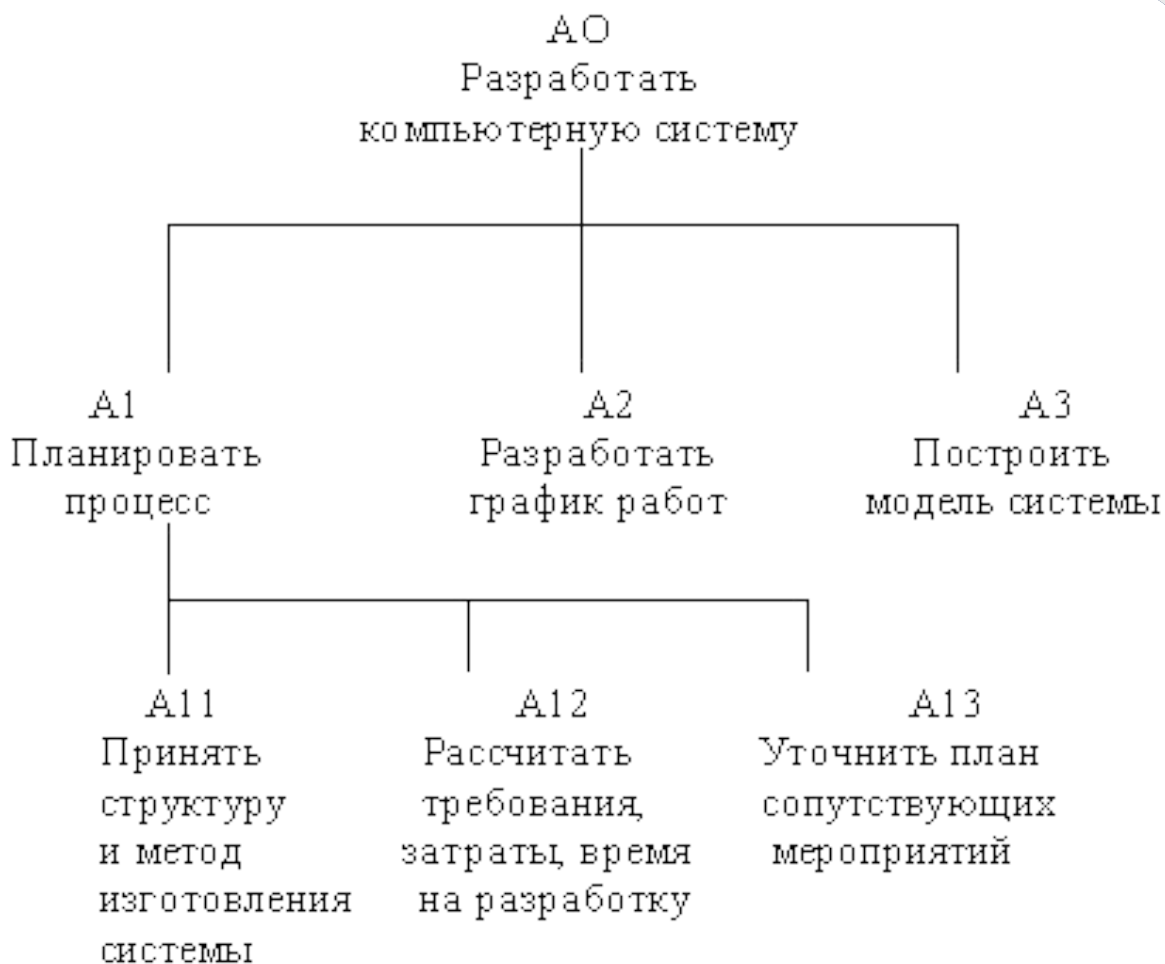 А0
Разработать
компьютерную систему
А1
Планировать
процесс
А2
Разработать
график работ
А3
Построить
модель системы
А11
Принять
структуру
и метод
изготовления
системы
А12
Рассчитать
требования,
затраты, время
на разработку
А13
Уточнить план
сопутствующих
мероприятий